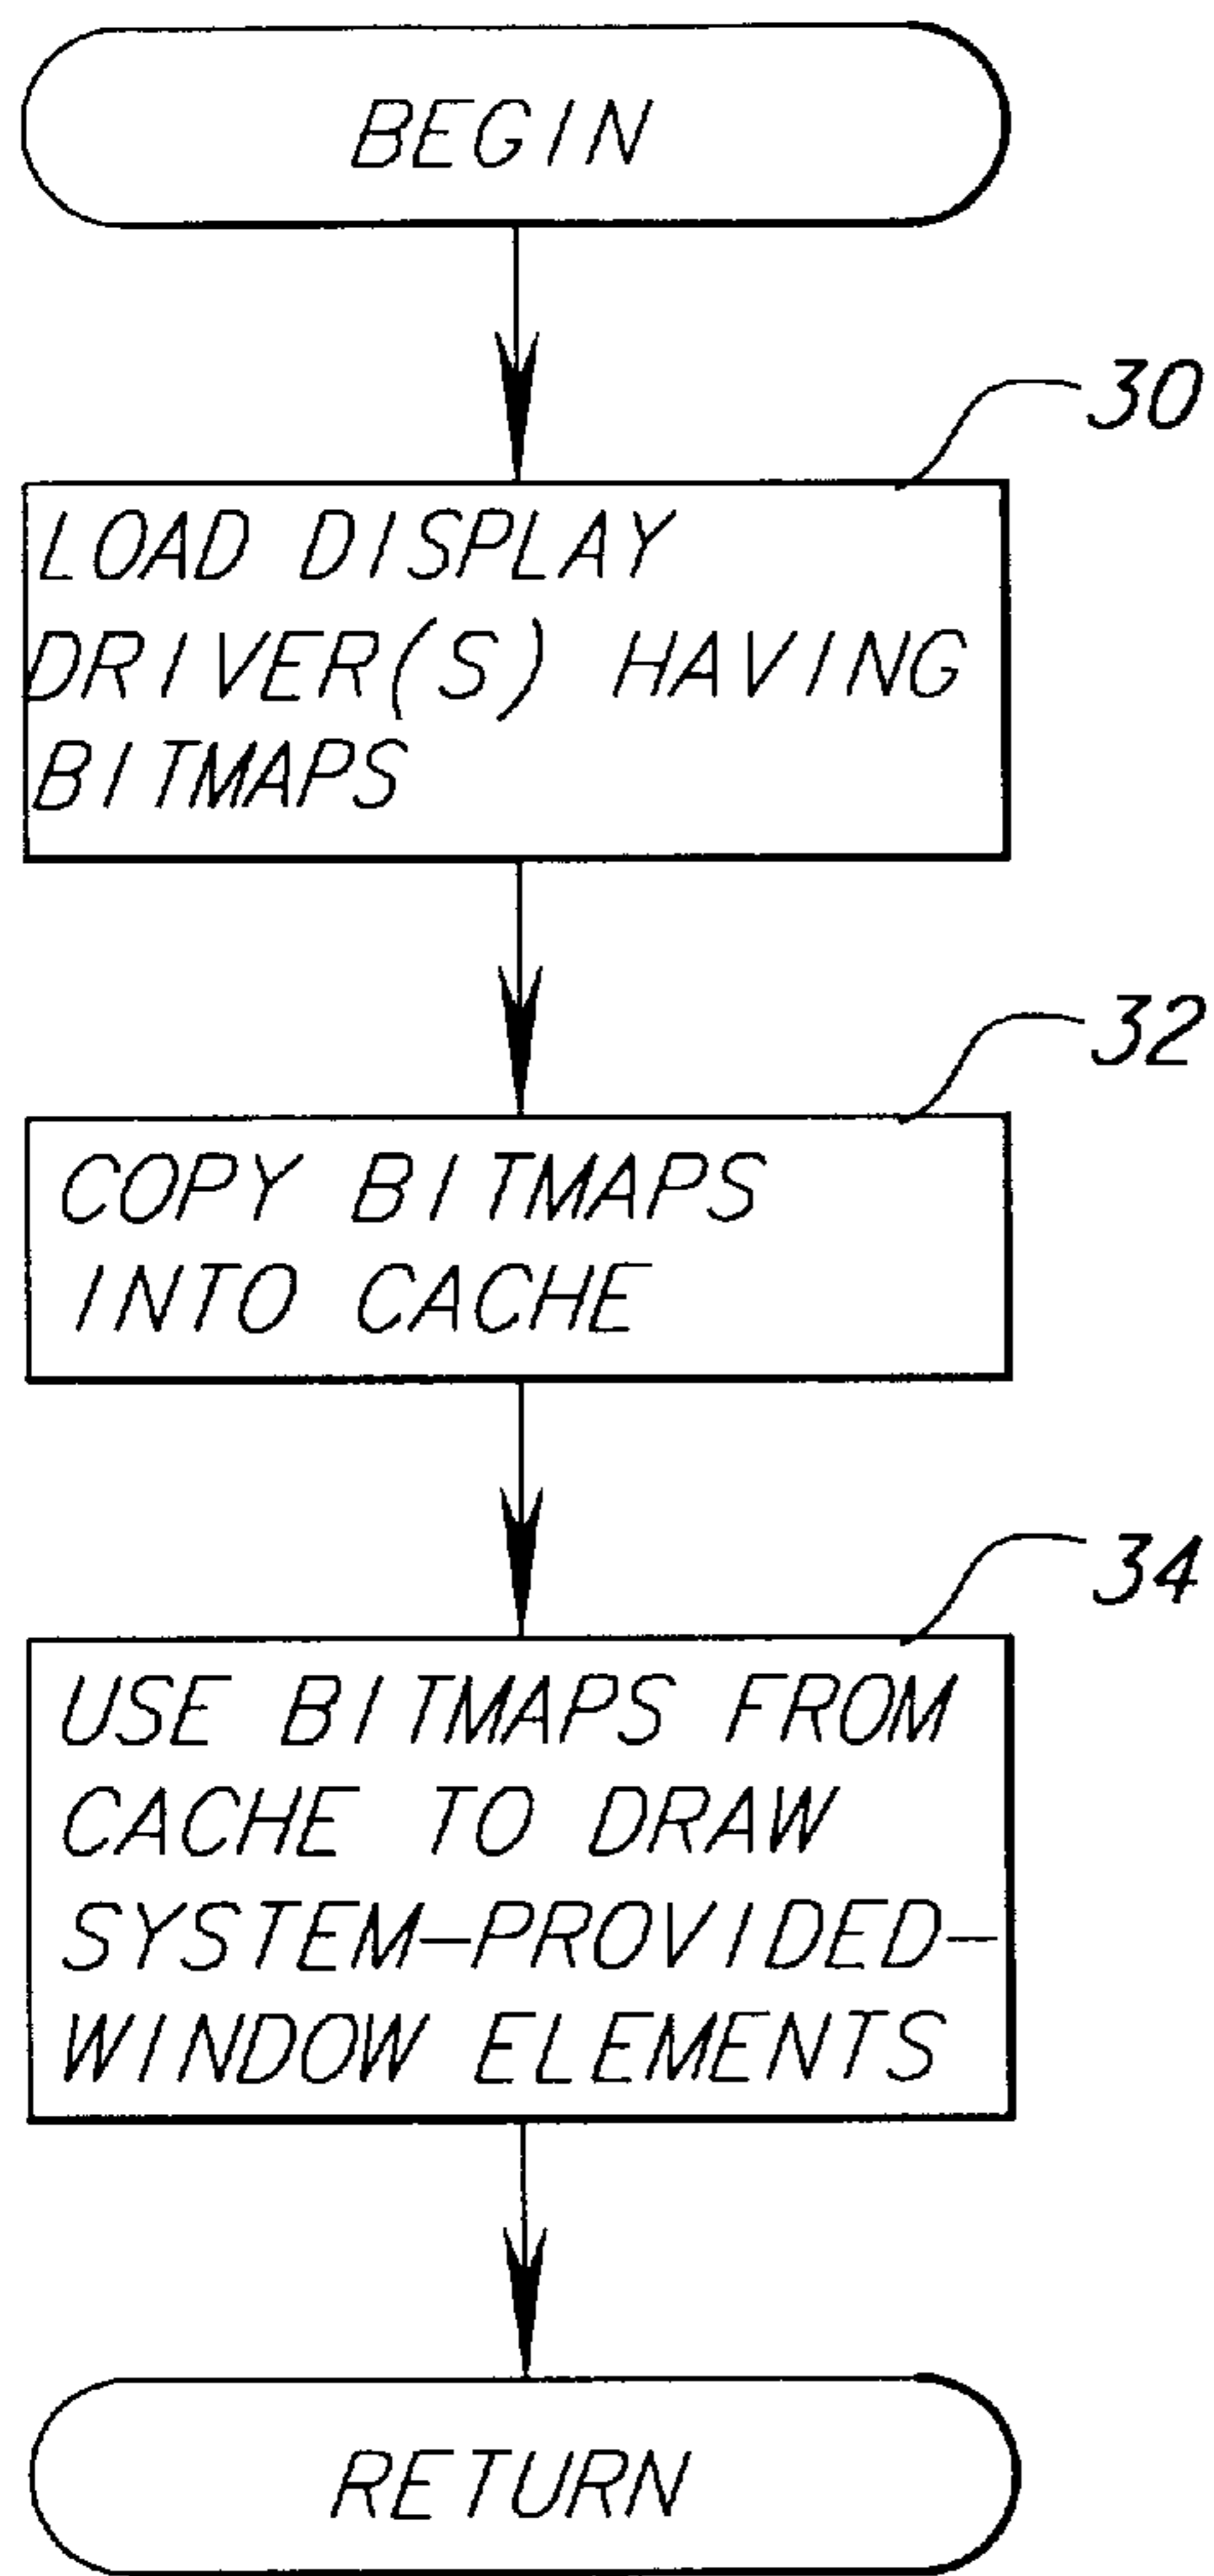 BEGIN
30
LOAD DISPLAY
DRIVER(S) HAVING
BITMAPS
32
COPY BITMAPS
INTO CACHE
34
USE BITMAPS FROM
CACHE TO DRAW
SYSTEM-PROVIDED-
WINDOW ELEMENTS
RETURN